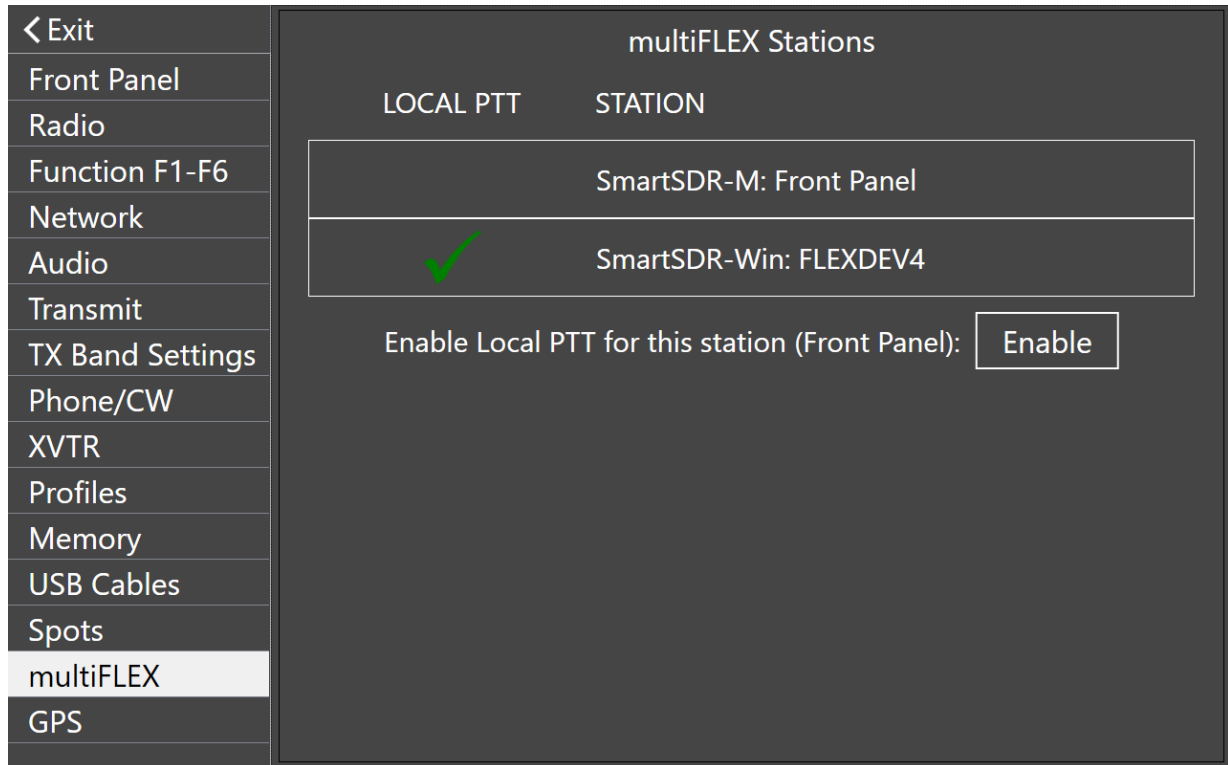 Exit
Front Panel
Radio
Function F1-F6
Network
Audio
Transmit
TX Band Settings
Phone/CW
XVTR
Profiles
Memory
USB Cables
Spots
multiFLEX
GPS
multiFLEX Stations
LOCAL PTT STATION
SmartSDR-M: Front Panel
SmartSDR-Win: FLEXDEV4
Enable Local PTT for this station (Front Panel): Enable